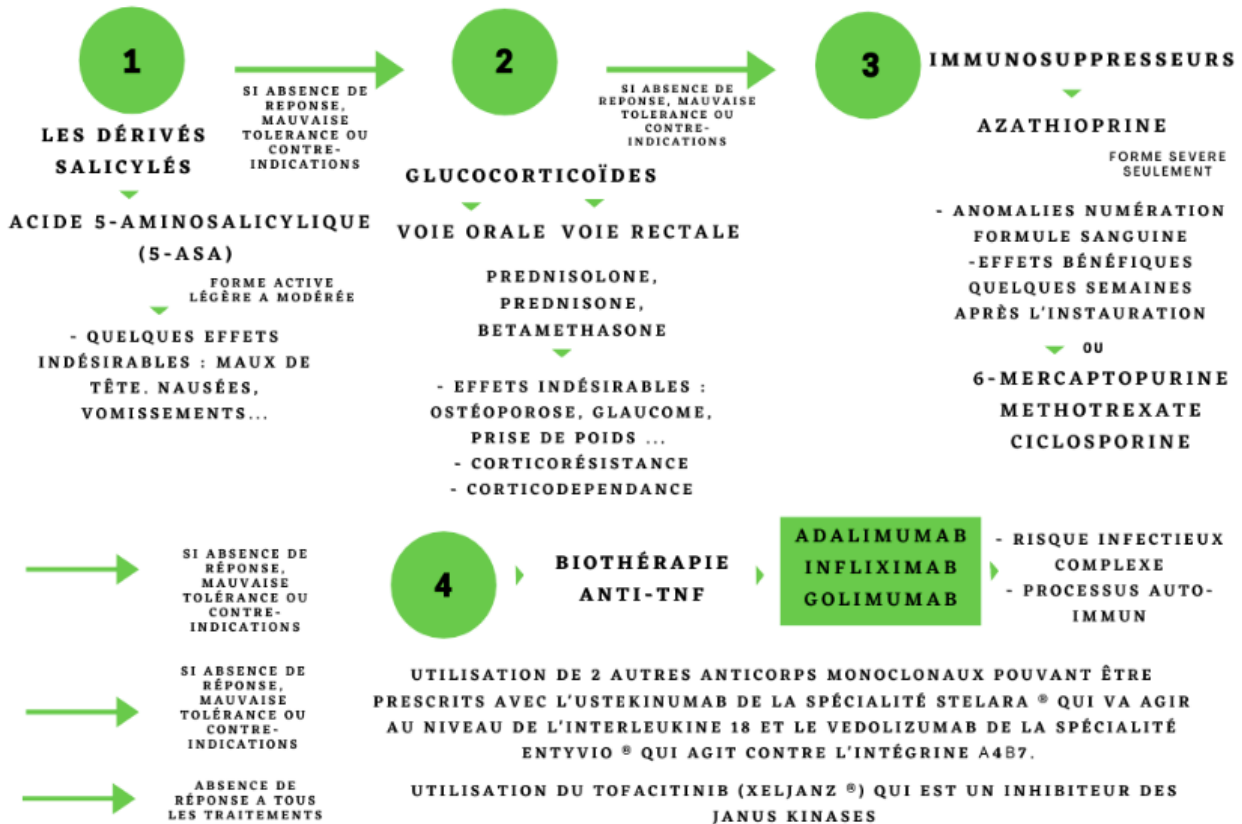 1
LES DÉRIVÉS
SALICYLÉS
ACIDE 5-AMINOSALICYLIQUE
(5-ASA)
FORME ACTIVE
LÉGÈRE A MODÉRÉE
- QUELQUES EFFETS
INDÉSIRABLES : MAUX DE
TÊTE. NAUSÉES,
VOMISSEMENTS...
SI ABSENCE DE
REPONSE,
MAUVAISE
TOLERANCE OU
CONTRE-
INDICATIONS
2
GLUCOCORTICOÏDES
VOIE ORALE VOIE RECTALE
PREDNISOLONE,
PREDNISONE,
BETAMETHASONE
- EFFETS INDÉSIRABLES :
OSTÉOPOROSE, GLAUCOME,
PRISE DE POIDS ...
- CORTICORÉSISTANCE
- CORTICODEPENDANCE
SI ABSENCE DE
REPONSE, MAUVAISE
TOLERANCE OU
CONTRE-
INDICATIONS
3
IMMUNOSUPPRESSEURS
AZATHIOPRINE
FORME SEVERE
SEULEMENT
- ANOMALIES NUMÉRATION
FORMULE SANGUINE
-EFFETS BÉNÉFIQUES
QUELQUES SEMAINES
APRÈS L'INSTAURATION
OU
6-MERCAPTOPURINE
METHOTREXATE
CICLOSPORINE
SI ABSENCE DE
RÉPONSE,
MAUVAISE
TOLÉRANCE OU
CONTRE-
INDICATIONS
4
BIOTHÉRAPIE
ANTI-TNF
ADALIMUMAB
INFLIXIMAB
GOLIMUMAB
- RISQUE INFECTIEUX
COMPLEXE
- PROCESSUS AUTO-
IMMUN
SI ABSENCE DE
RÉPONSE,
MAUVAISE
TOLÉRANCE OU
CONTRE-
INDICATIONS
UTILISATION DE 2 AUTRES ANTICORPS MONOCLONAUX POUVANT ÊTRE
PRESCRITS AVEC L'USTEKINUMAB DE LA SPÉCIALITÉ STELARA ® QUI VA AGIR
AU NIVEAU DE L'INTERLEUKINE 18 ET LE VEDOLIZUMAB DE LA SPÉCIALITÉ
ENTYVIO ® QUI AGIT CONTRE L'INTÉGRINE A4B7.
ABSENCE DE
RÉPONSE A TOUS
LES TRAITEMENTS
UTILISATION DU TOFACITINIB (XELJANZ ®) QUI EST UN INHIBITEUR DES
JANUS KINASES